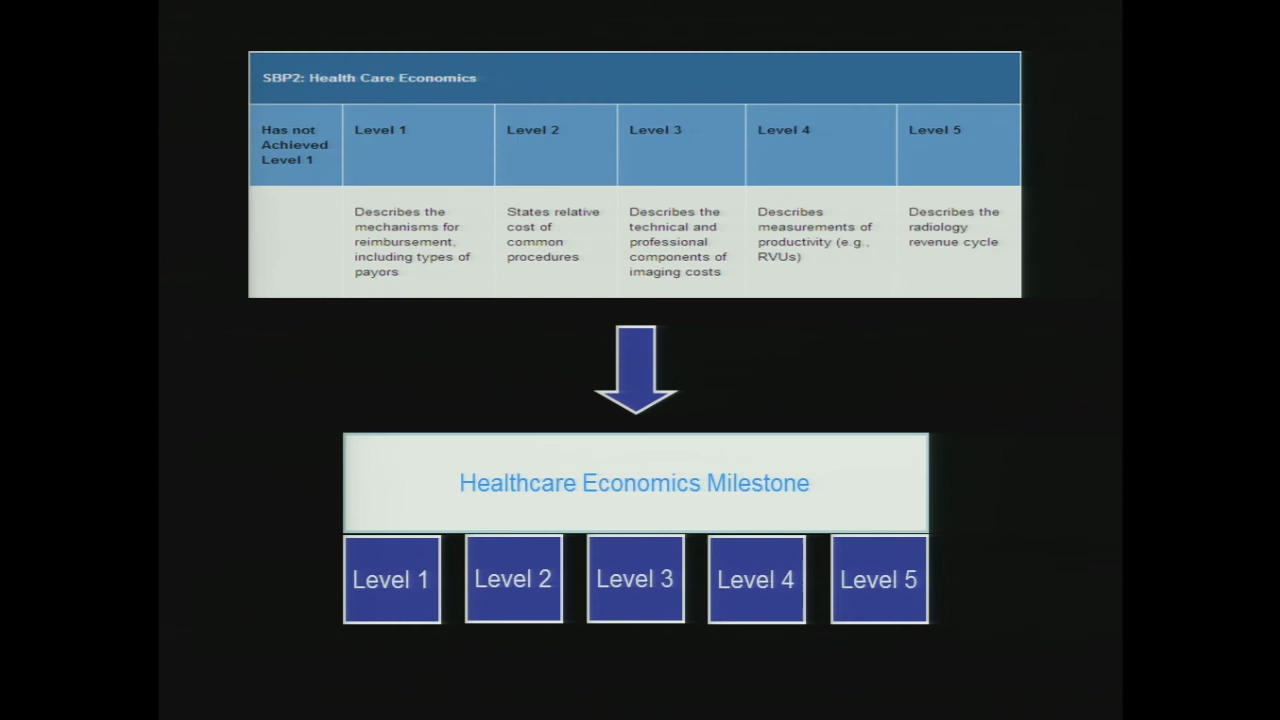 SBP2: Health Care Economics
Has not
Achieved
Level 1
Level 1
Level 2
Level 3
Level 4
Level 5
Describes the
mechanisms for
reimbursement,
including types of
payors
States relative
cost of
common
procedures
Describes the
technical and
professional
components of
imaging costs
Describes
measurements of
productivity (e.g.,
RVUs)
Describes the
radiology
revenue cycle
Healthcare Economics Milestone
Level 1
Level 2
Level 3
Level 4
Level 5